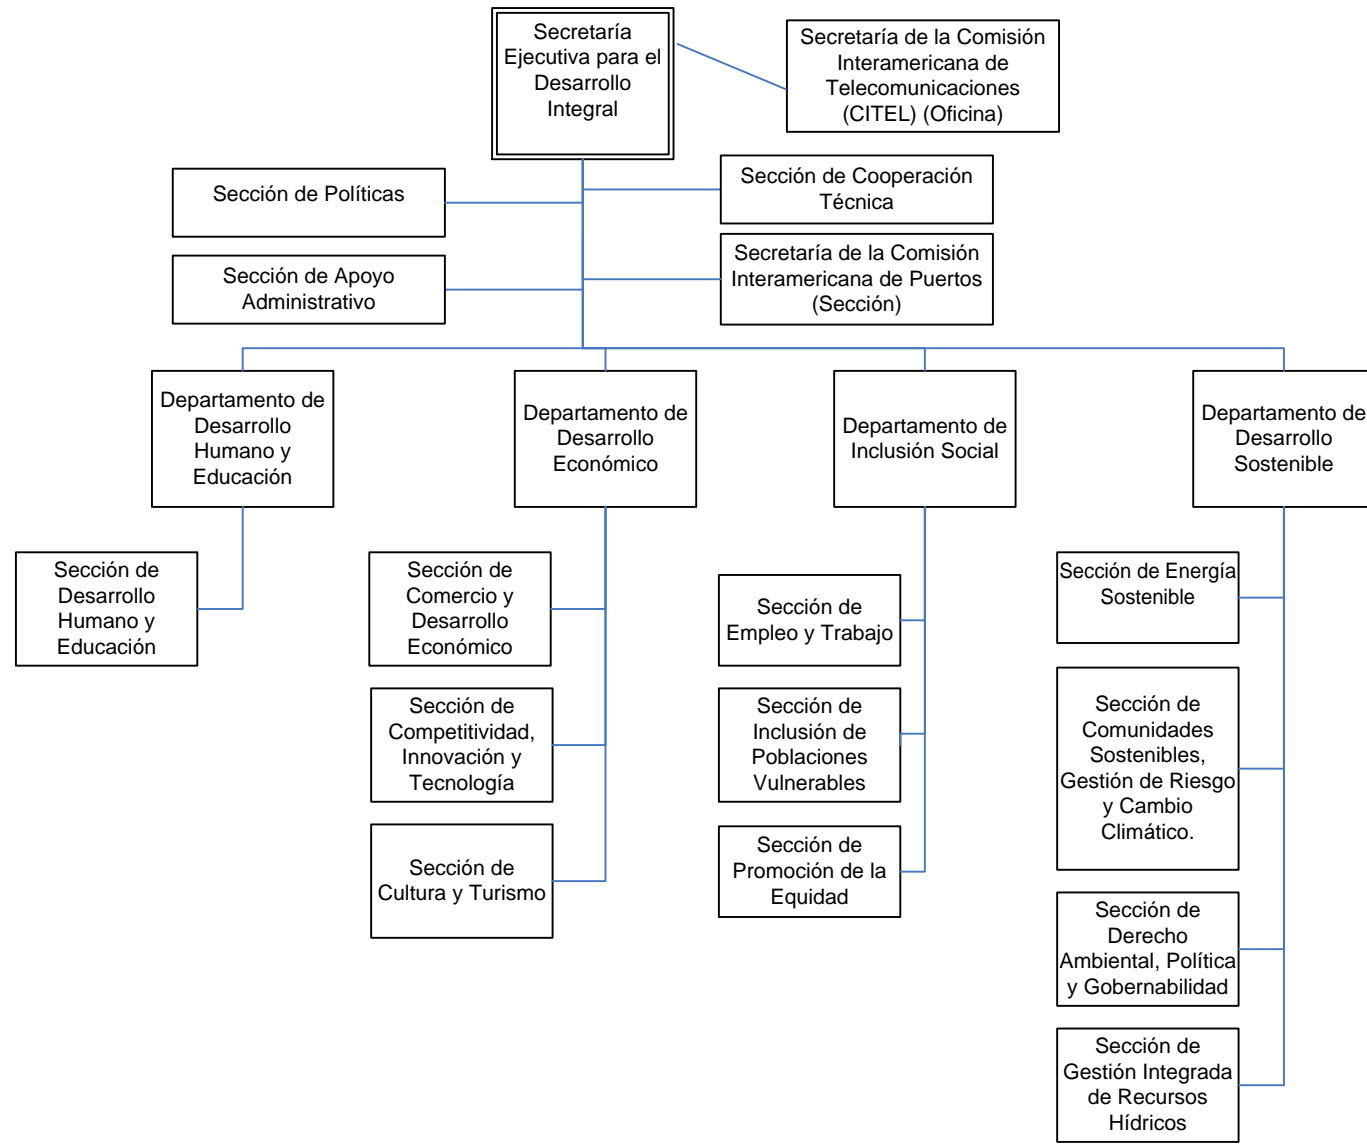 Secretaría
Ejecutiva para el
Desarrollo
Integral
Secretaría de la Comisión
Interamericana de
Telecomunicaciones
(CITEL) (Oficina)
Sección de Políticas
Sección de Cooperación
Técnica
Sección de Apoyo
Administrativo
Secretaría de la Comisión
Interamericana de Puertos
(Sección)
Departamento de
Desarrollo
Humano y
Educación
Departamento de
Desarrollo
Económico
Departamento de
Inclusión Social
Departamento de
Desarrollo
Sostenible
Sección de
Desarrollo
Humano y
Educación
Sección de
Comercio y
Desarrollo
Económico
Sección de
Competitividad,
Innovación y
Tecnología
Sección de
Cultura y Turismo
Sección de
Empleo y Trabajo
Sección de
Inclusión de
Poblaciones
Vulnerables
Sección de
Promoción de la
Equidad
Sección de Energía
Sostenible
Sección de
Comunidades
Sostenibles,
Gestión de Riesgo
y Cambio
Climático.
Sección de
Derecho
Ambiental, Política
y Gobernabilidad
Sección de
Gestión Integrada
de Recursos
Hídricos